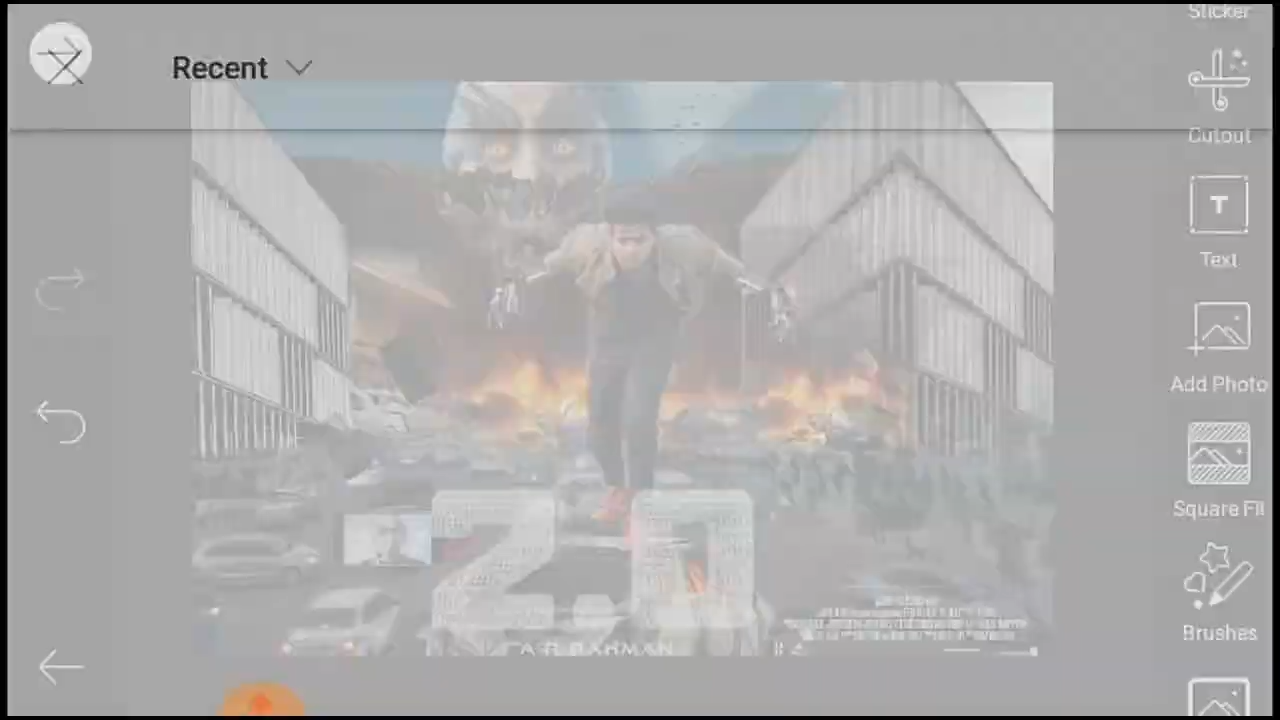 Sticker
Recent
Cutout
Text
Add Photo
Square Fit
Brushes
2.0
A R RAHMAN